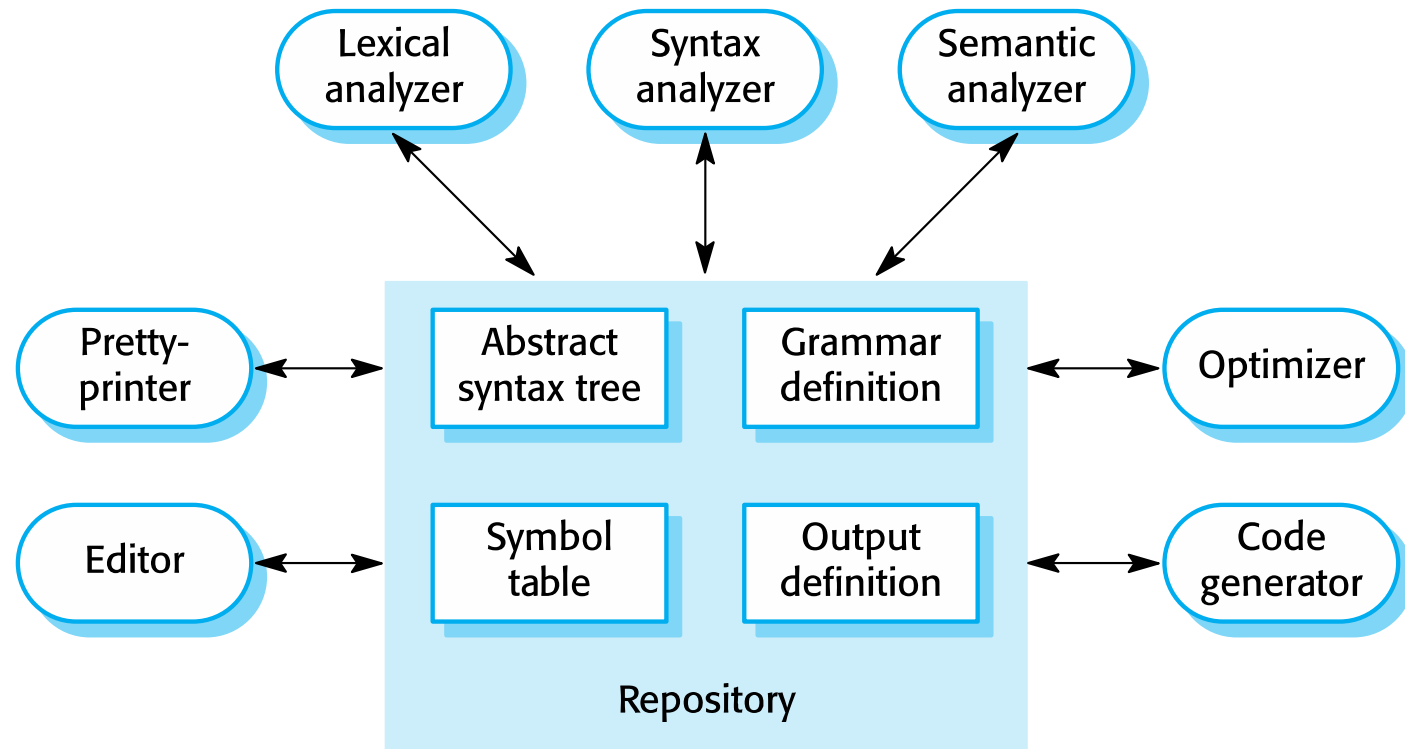 Lexical
analyzer
Syntax
analyzer
Semantic
analyzer
Pretty-
printer
Abstract
syntax tree
Grammar
definition
Optimizer
Editor
Symbol
table
Output
definition
Code
generator
Repository